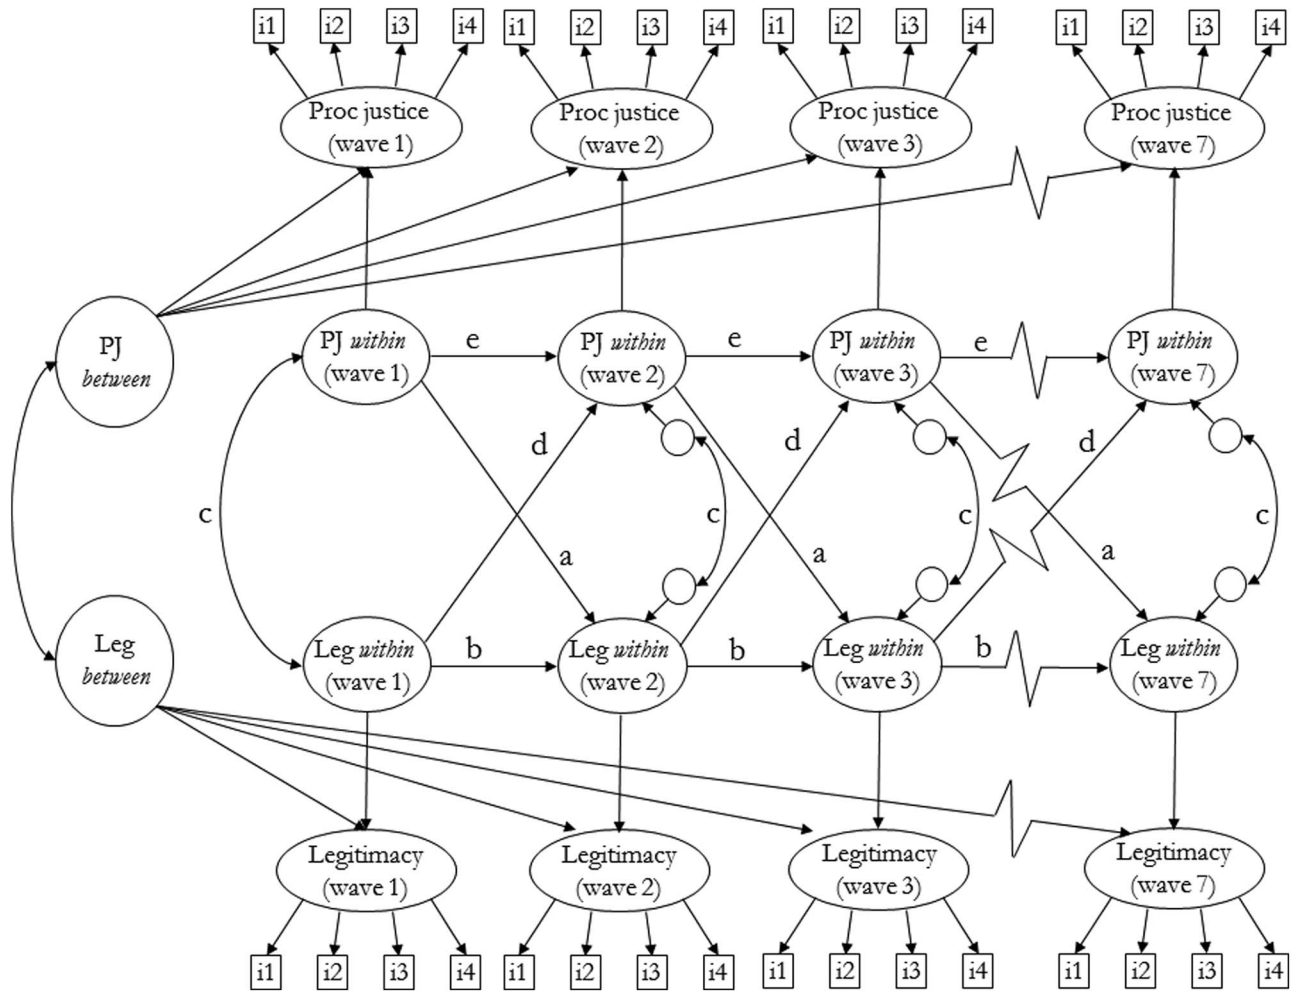 i1 i2 i3 i4 i1 i2 i3 i4 i1 i2 i3 i4 i1 i2 i3 i4
Proc justice Proc justice Proc justice Proc justice
(wave 1) (wave 2) (wave 3) (wave 7)
PJ PJ within e PJ within e PJ within e PJ within
between (wave 1) (wave 2) (wave 3) (wave 7)
d d d
c c c c
a a a
Leg Leg within b Leg within b Leg within b Leg within
between (wave 1) (wave 2) (wave 3) (wave 7)
Legitimacy Legitimacy Legitimacy Legitimacy
(wave 1) (wave 2) (wave 3) (wave 7)
i1 i2 i3 i4 i1 i2 i3 i4 i1 i2 i3 i4 i1 i2 i3 i4